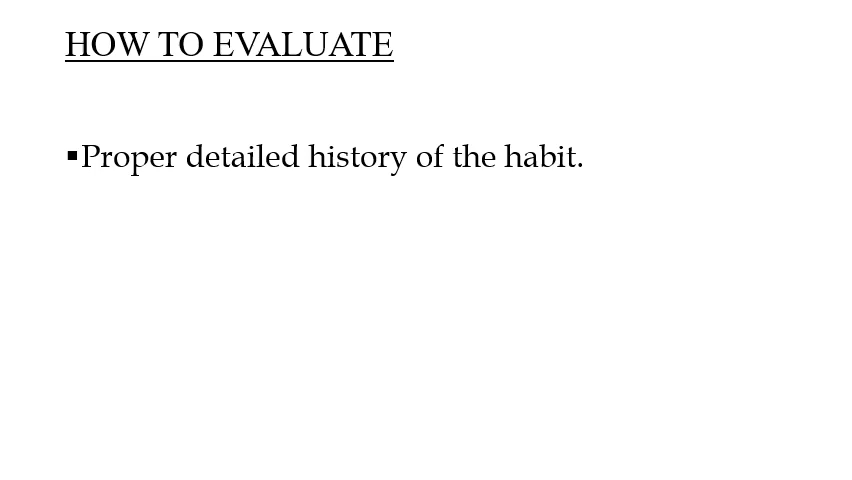 HOW TO EVALUATE
▪Proper detailed history of the habit.